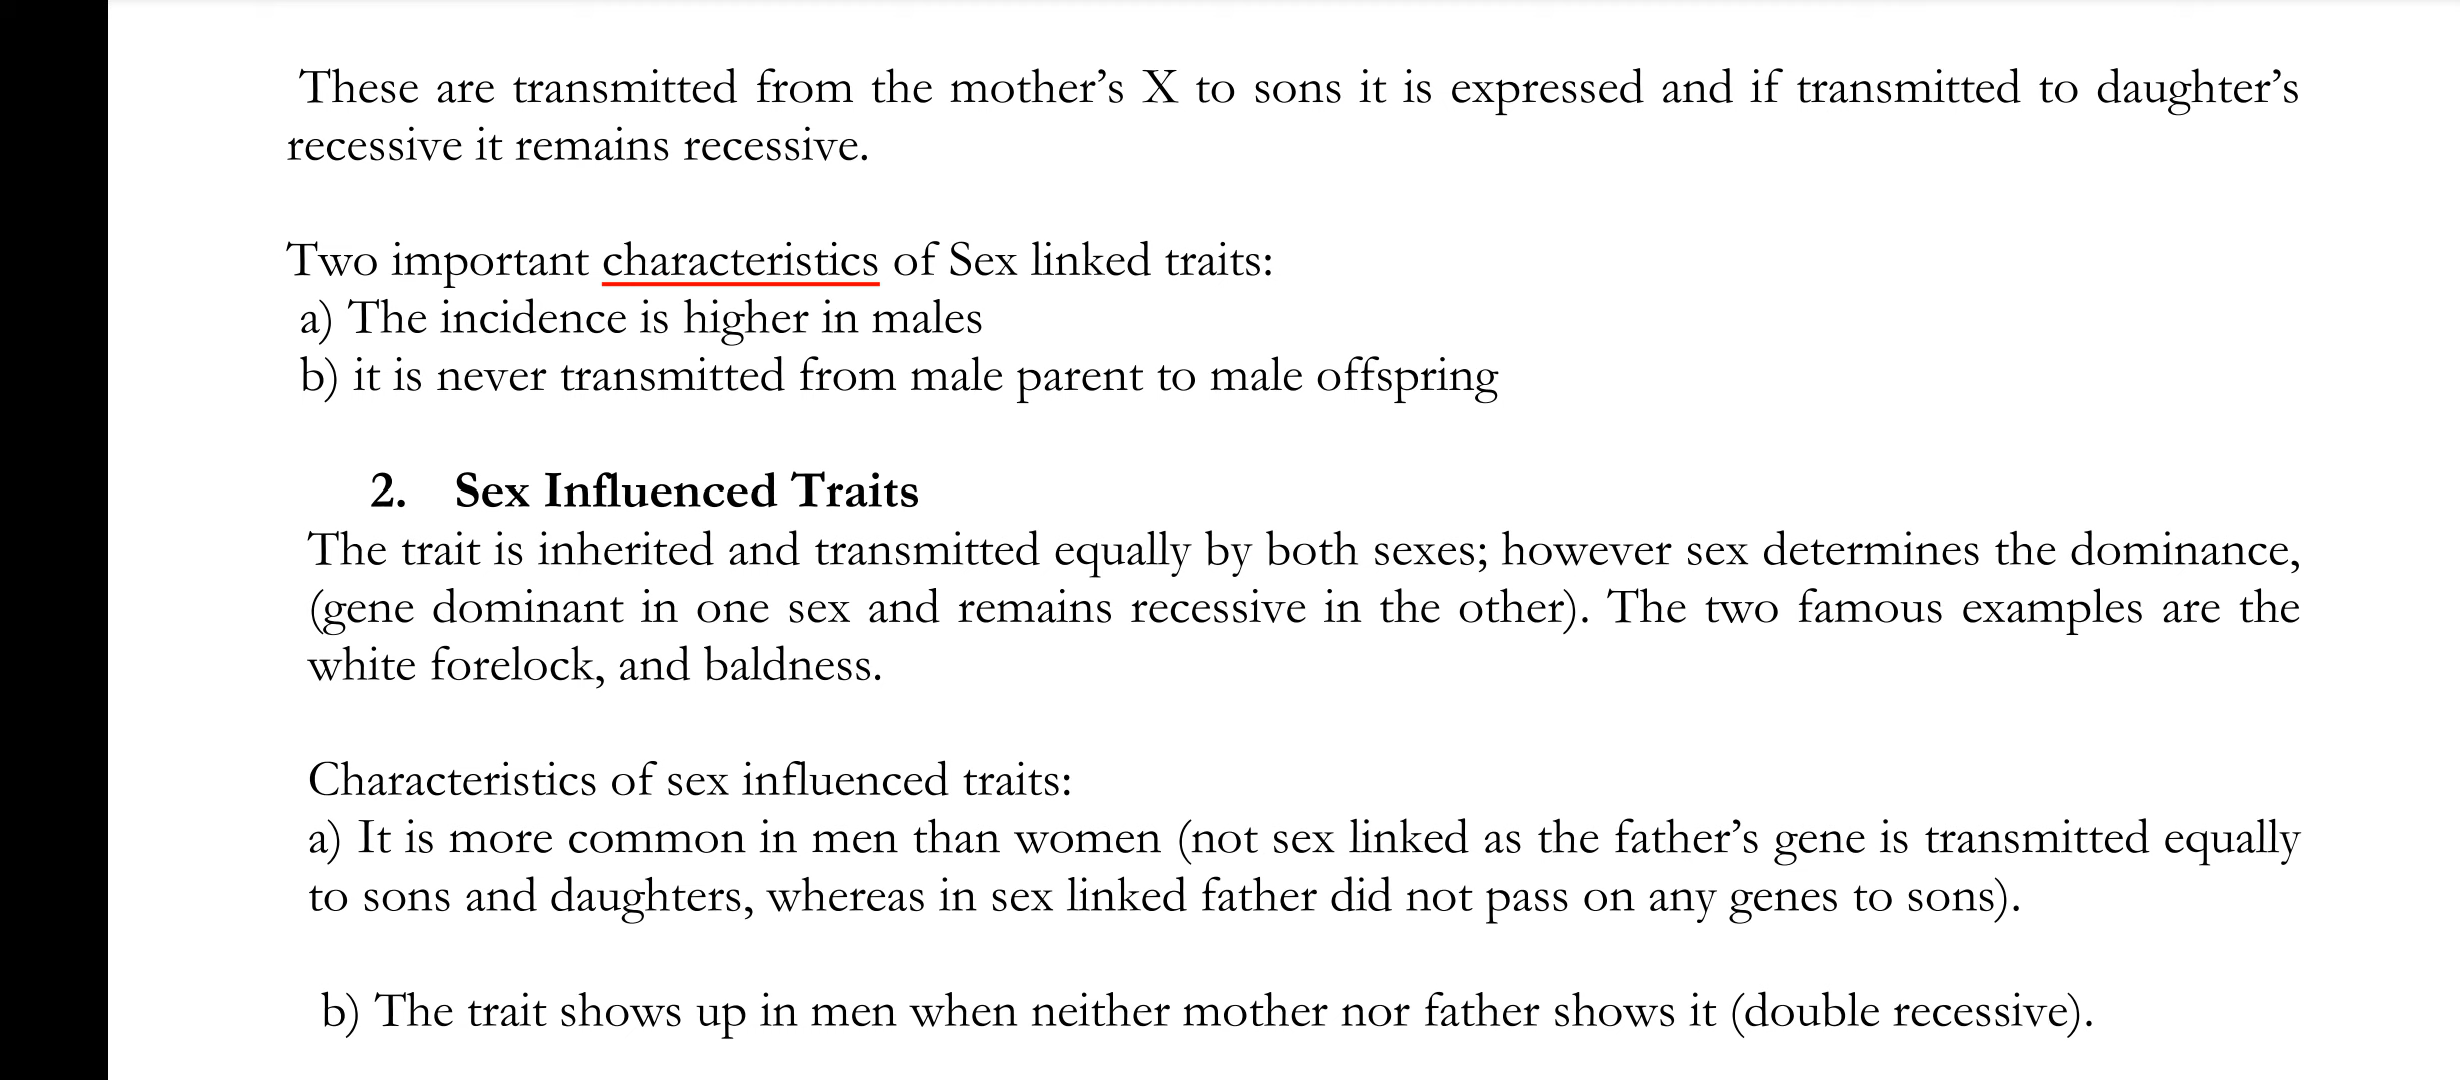 These are transmitted from the mother’s X to sons it is expressed and if transmitted to daughter’s
recessive it remains recessive.
Two important characteristics of Sex linked traits:
a) The incidence is higher in males
b) it is never transmitted from male parent to male offspring
2. Sex Influenced Traits
The trait is inherited and transmitted equally by both sexes; however sex determines the dominance,
(gene dominant in one sex and remains recessive in the other). The two famous examples are the
white forelock, and baldness.
Characteristics of sex influenced traits:
a) It is more common in men than women (not sex linked as the father’s gene is transmitted equally
to sons and daughters, whereas in sex linked father did not pass on any genes to sons).
b) The trait shows up in men when neither mother nor father shows it (double recessive).